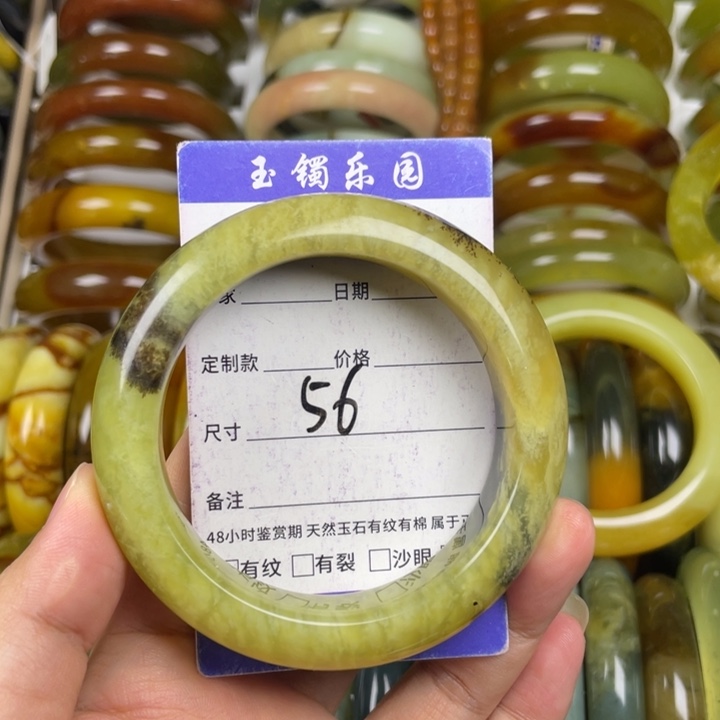 玉镯乐园
家 日期
定制款 价格
尺寸 56
备注
48小时鉴赏期 天然玉石有纹有棉 属于
有纹 □有裂 □沙眼